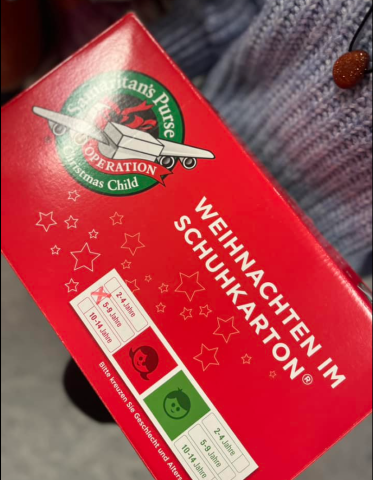 Samaritan's Purse
OPERATION
Christmas Child
WEIHNACHTEN IM
SCHUHKARTON®
2-4 Jahre
5-9 Jahre
10-14 Jahre
2-4 Jahre
5-9 Jahre
10-14 Jahre
Bitte kreuzen Sie Geschlecht und Alters